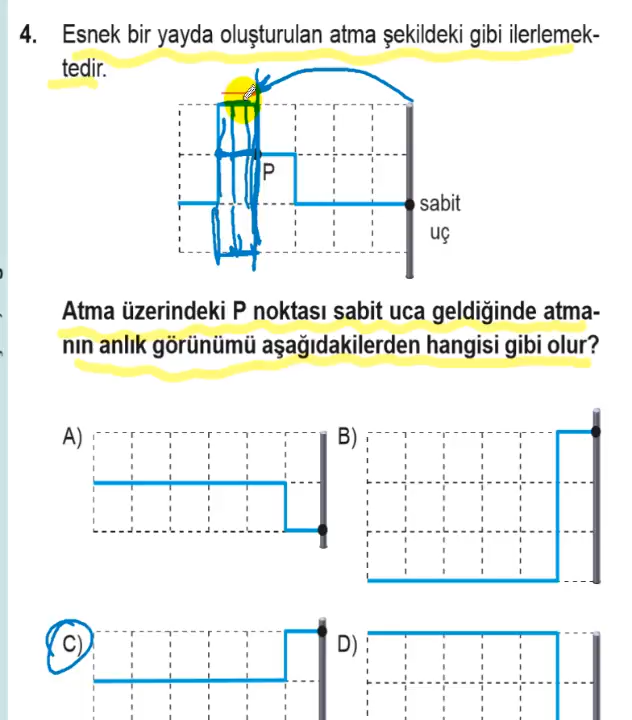 4. Esnek bir yayda oluşturulan atma şekildeki gibi ilerlemek-
tedir.
P
sabit
uç
Atma üzerindeki P noktası sabit uca geldiğinde atma-
nın anlık görünümü aşağıdakilerden hangisi gibi olur?
A)
B)
C)
D)